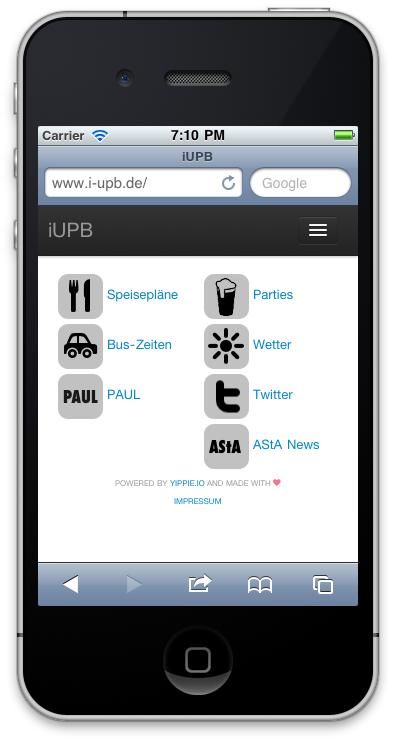 Carrier 7:10 PM
iUPB
www.i-upb.de/ Google
iUPB
Speisepläne Parties
Bus-Zeiten Wetter
PAUL PAUL Twitter
AStA AStA News
POWERED BY YIPPIE.IO AND MADE WITH
IMPRESSUM